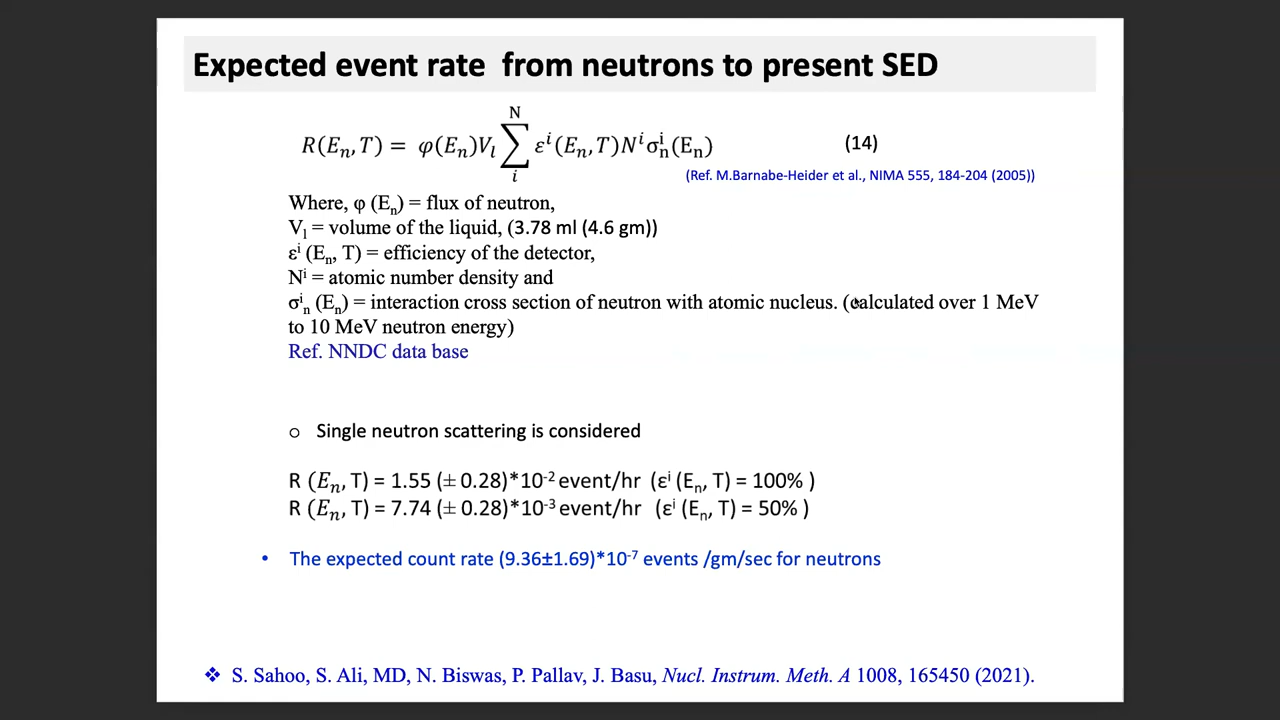 Expected event rate from neutrons to present SED
R(Eₙ, T) = φ(Eₙ)Vₗ ∑ᵢᴺ εⁱ(Eₙ, T)Nⁱσⁱₙ(Eₙ) (14)
(Ref. M.Barnabe-Heider et al., NIMA 555, 184-204 (2005))
Where, φ (Eₙ) = flux of neutron,
Vₗ = volume of the liquid, (3.78 ml (4.6 gm))
εⁱ (Eₙ, T) = efficiency of the detector,
Nⁱ = atomic number density and
σⁱₙ (Eₙ) = interaction cross section of neutron with atomic nucleus. (calculated over 1 MeV
to 10 MeV neutron energy)
Ref. NNDC data base
o Single neutron scattering is considered
R (Eₙ, T) = 1.55 (± 0.28)*10⁻² event/hr (εⁱ (Eₙ, T) = 100% )
R (Eₙ, T) = 7.74 (± 0.28)*10⁻³ event/hr (εⁱ (Eₙ, T) = 50% )
• The expected count rate (9.36±1.69)*10⁻⁷ events /gm/sec for neutrons
❖ S. Sahoo, S. Ali, MD, N. Biswas, P. Pallav, J. Basu, Nucl. Instrum. Meth. A 1008, 165450 (2021).